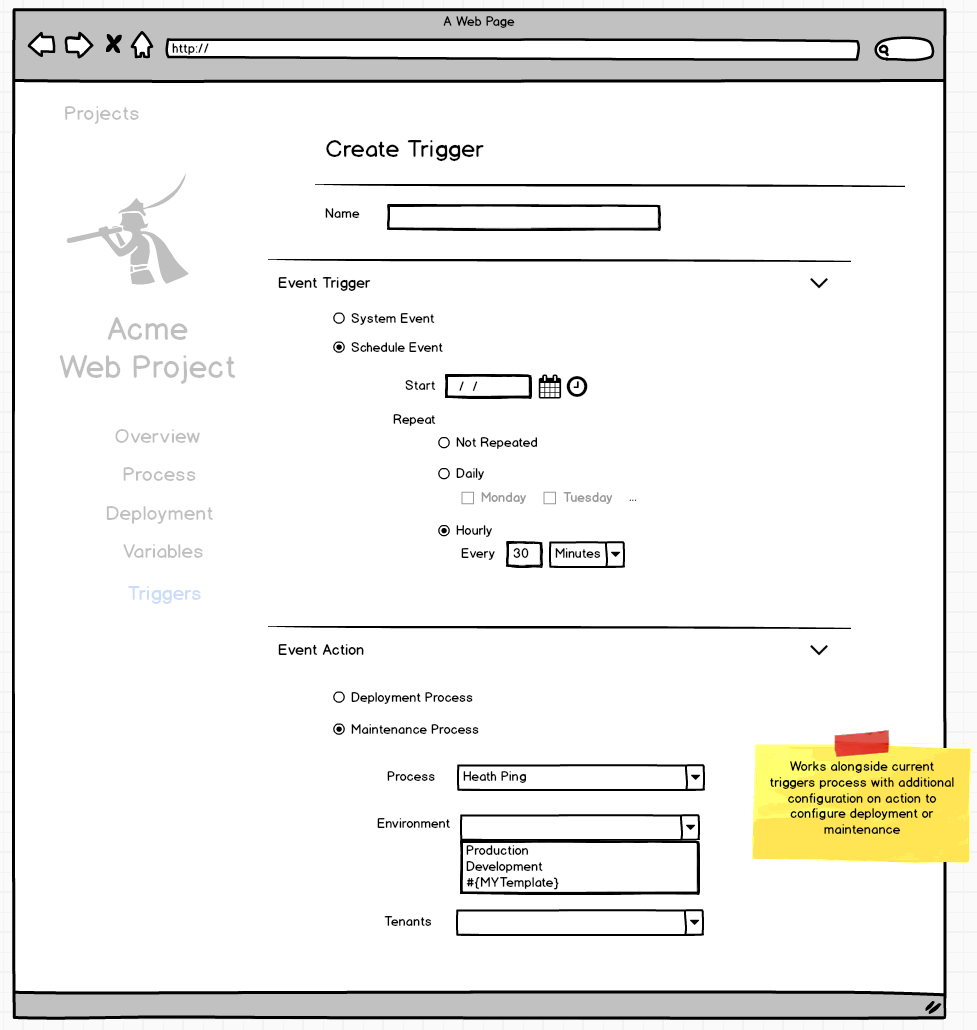 A Web Page
http://
Projects
Create Trigger
Name
Event Trigger
System Event
Schedule Event
Start / /
Repeat
Not Repeated
Daily
Monday Tuesday ...
Hourly
Every 30 Minutes
Acme
Web Project
Overview
Process
Deployment
Variables
Triggers
Event Action
Deployment Process
Maintenance Process
Process Heath Ping
Environment
Production
Development
#{MYTemplate}
Tenants
Works alongside current
triggers process with additional
configuration on action to
configure deployment or
maintenance